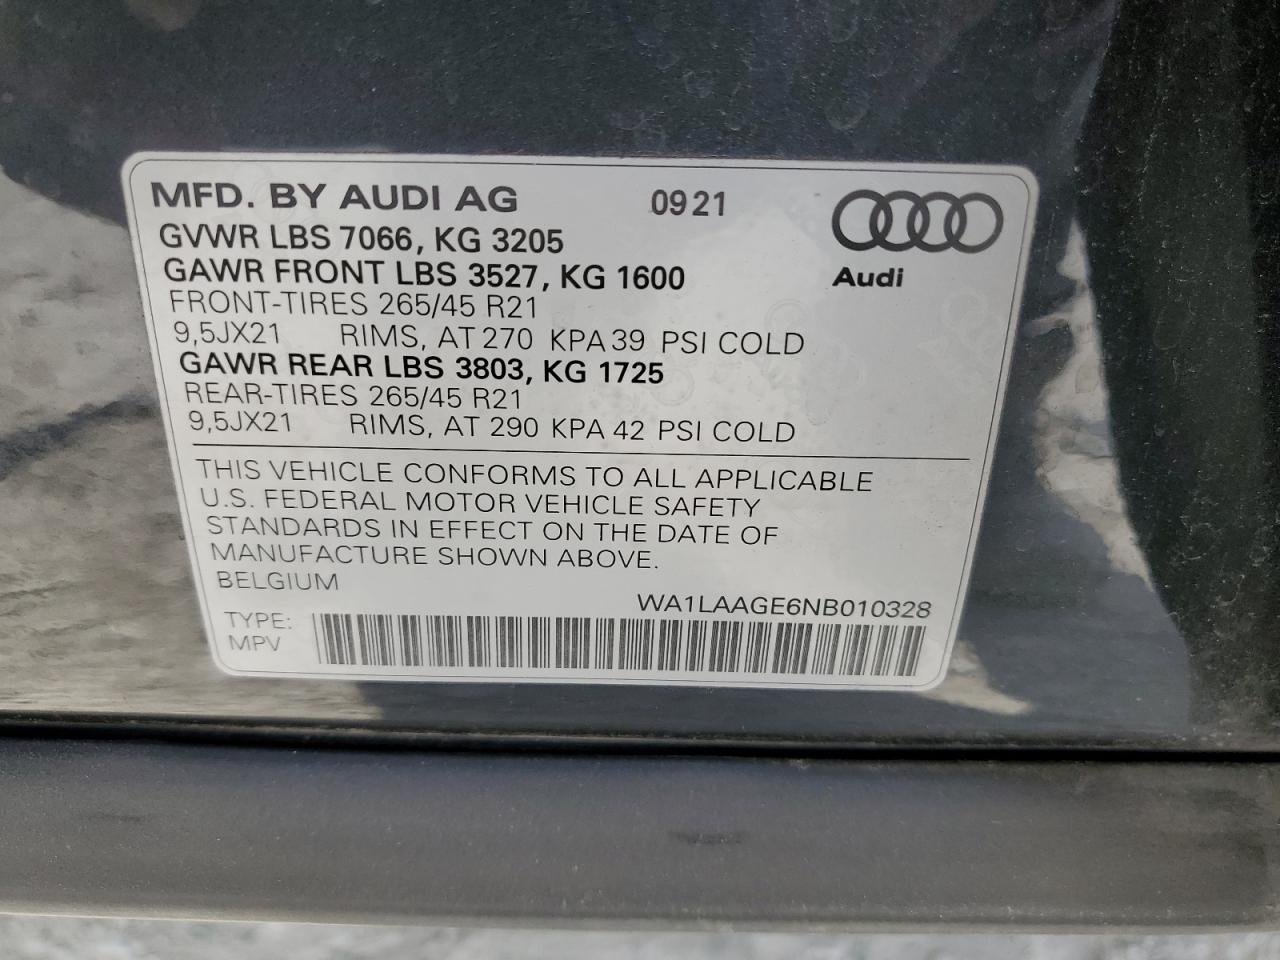 MFD. BY AUDI AG 0921
GVWR LBS 7066, KG 3205
GAWR FRONT LBS 3527, KG 1600
Audi
FRONT-TIRES 265/45 R21
9,5JX21 RIMS, AT 270 KPA 39 PSI COLD
GAWR REAR LBS 3803, KG 1725
REAR-TIRES 265/45 R21
9,5JX21 RIMS, AT 290 KPA 42 PSI COLD
THIS VEHICLE CONFORMS TO ALL APPLICABLE
U.S. FEDERAL MOTOR VEHICLE SAFETY
STANDARDS IN EFFECT ON THE DATE OF
MANUFACTURE SHOWN ABOVE.
BELGIUM
WA1LAAGE6NB010328
TYPE:
MPV